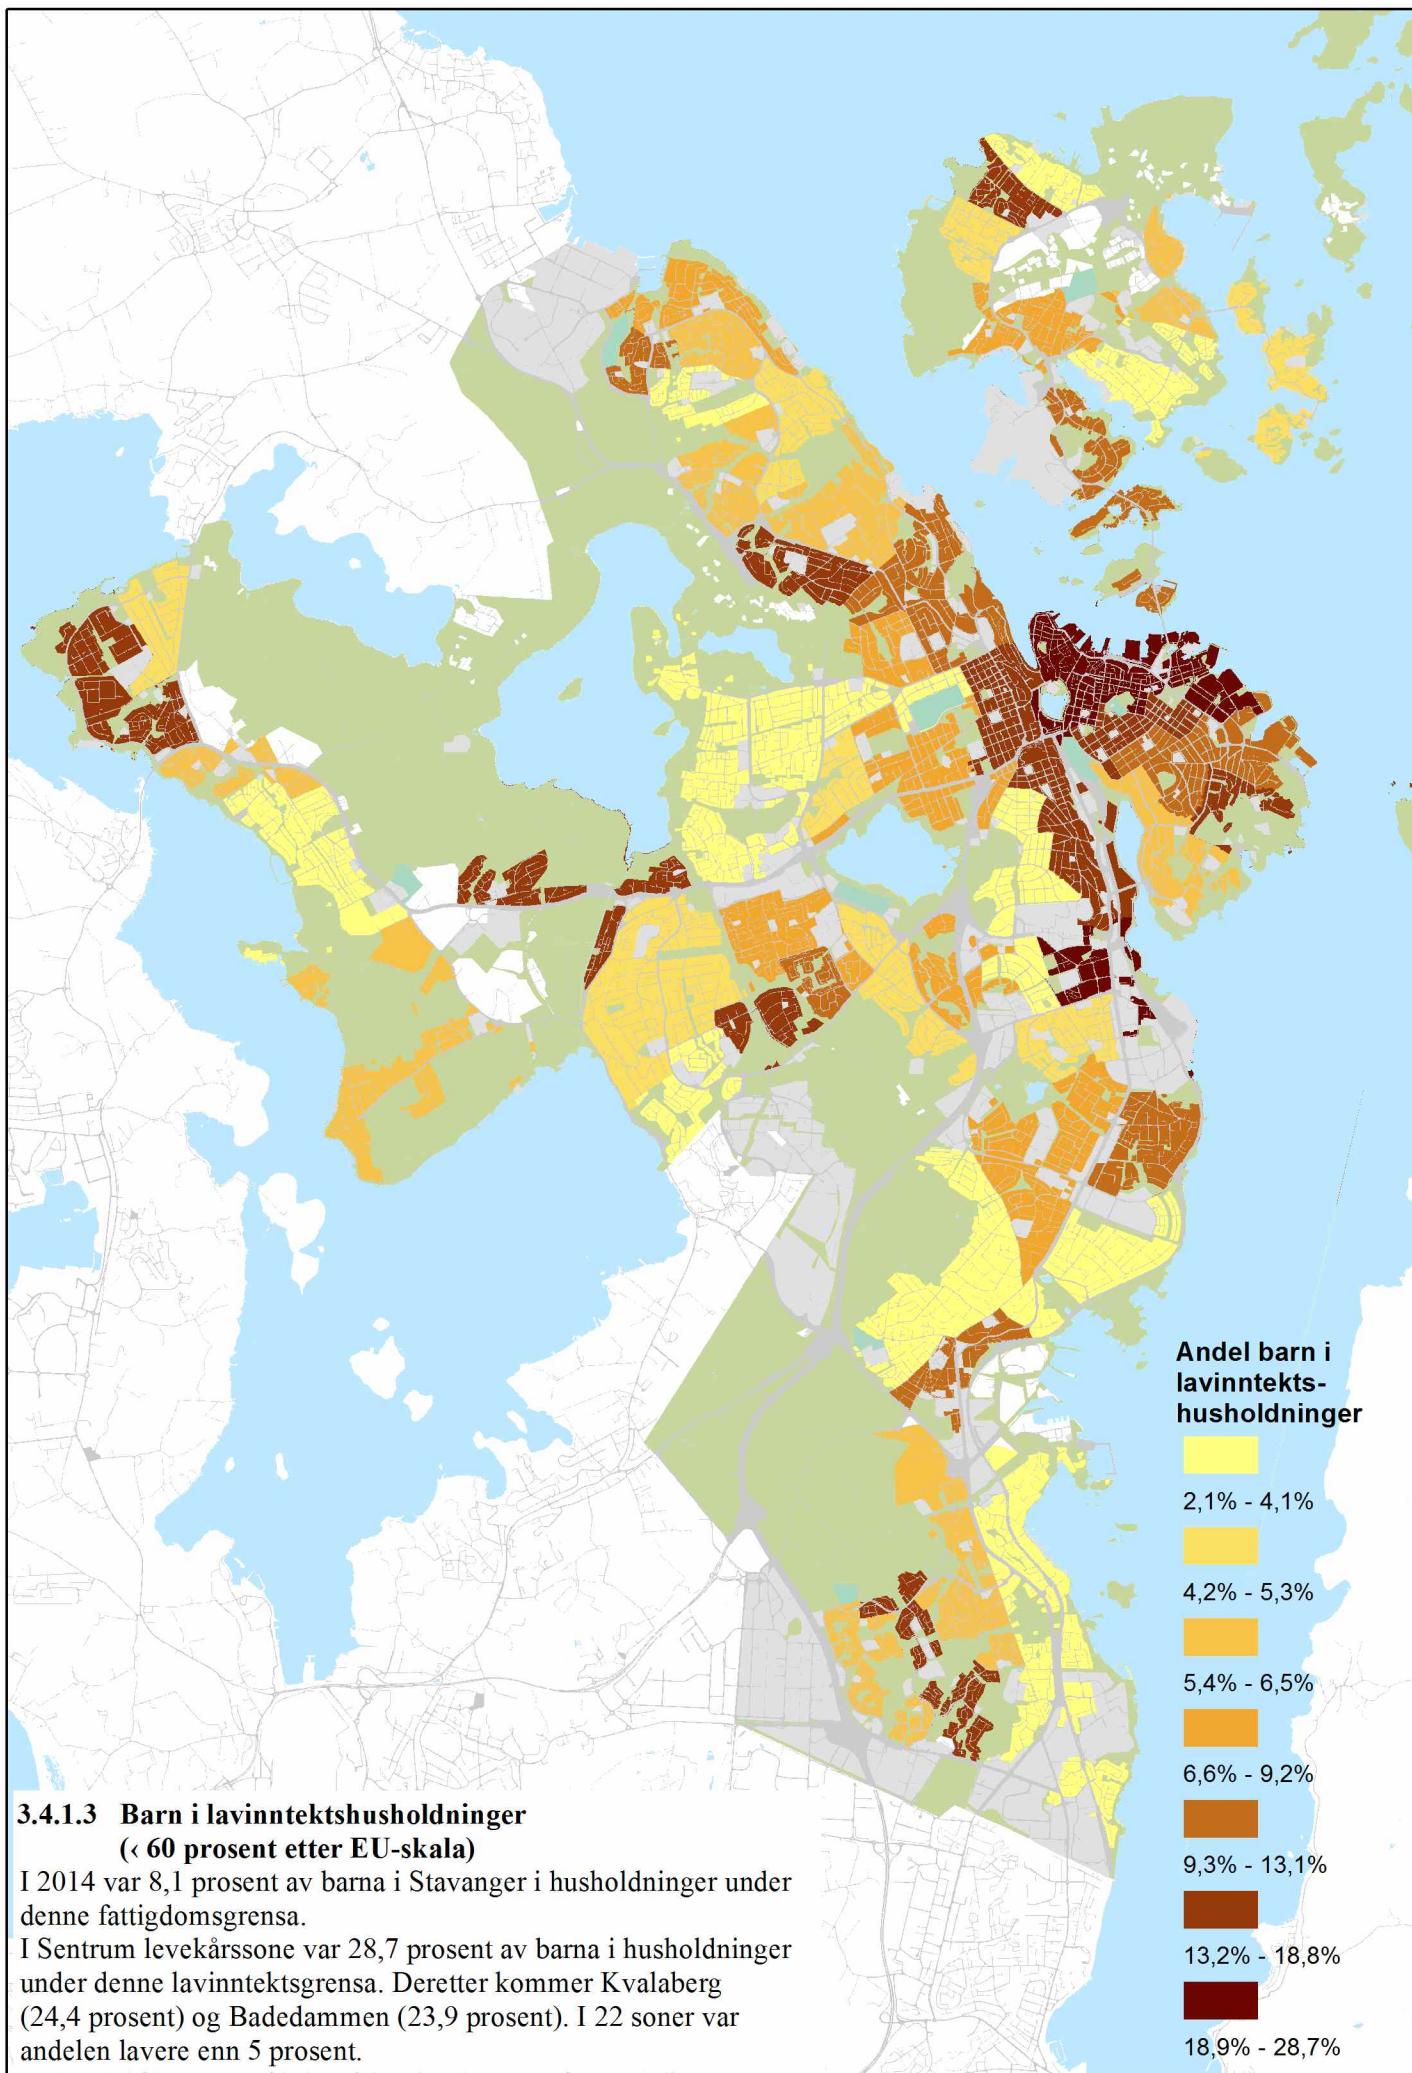 Andel barn i
lavinntekts-
husholdninger
2,1% - 4,1%
4,2% - 5,3%
5,4% - 6,5%
6,6% - 9,2%
9,3% - 13,1%
13,2% - 18,8%
18,9% - 28,7%
3.4.1.3 Barn i lavinntektshusholdninger
(‹ 60 prosent etter EU-skala)
I 2014 var 8,1 prosent av barna i Stavanger i husholdninger under
denne fattigdomsgrensa.
I Sentrum levekårssone var 28,7 prosent av barna i husholdninger
under denne lavinntektsgrensa. Deretter kommer Kvalaberg
(24,4 prosent) og Badedammen (23,9 prosent). I 22 soner var
andelen lavere enn 5 prosent.